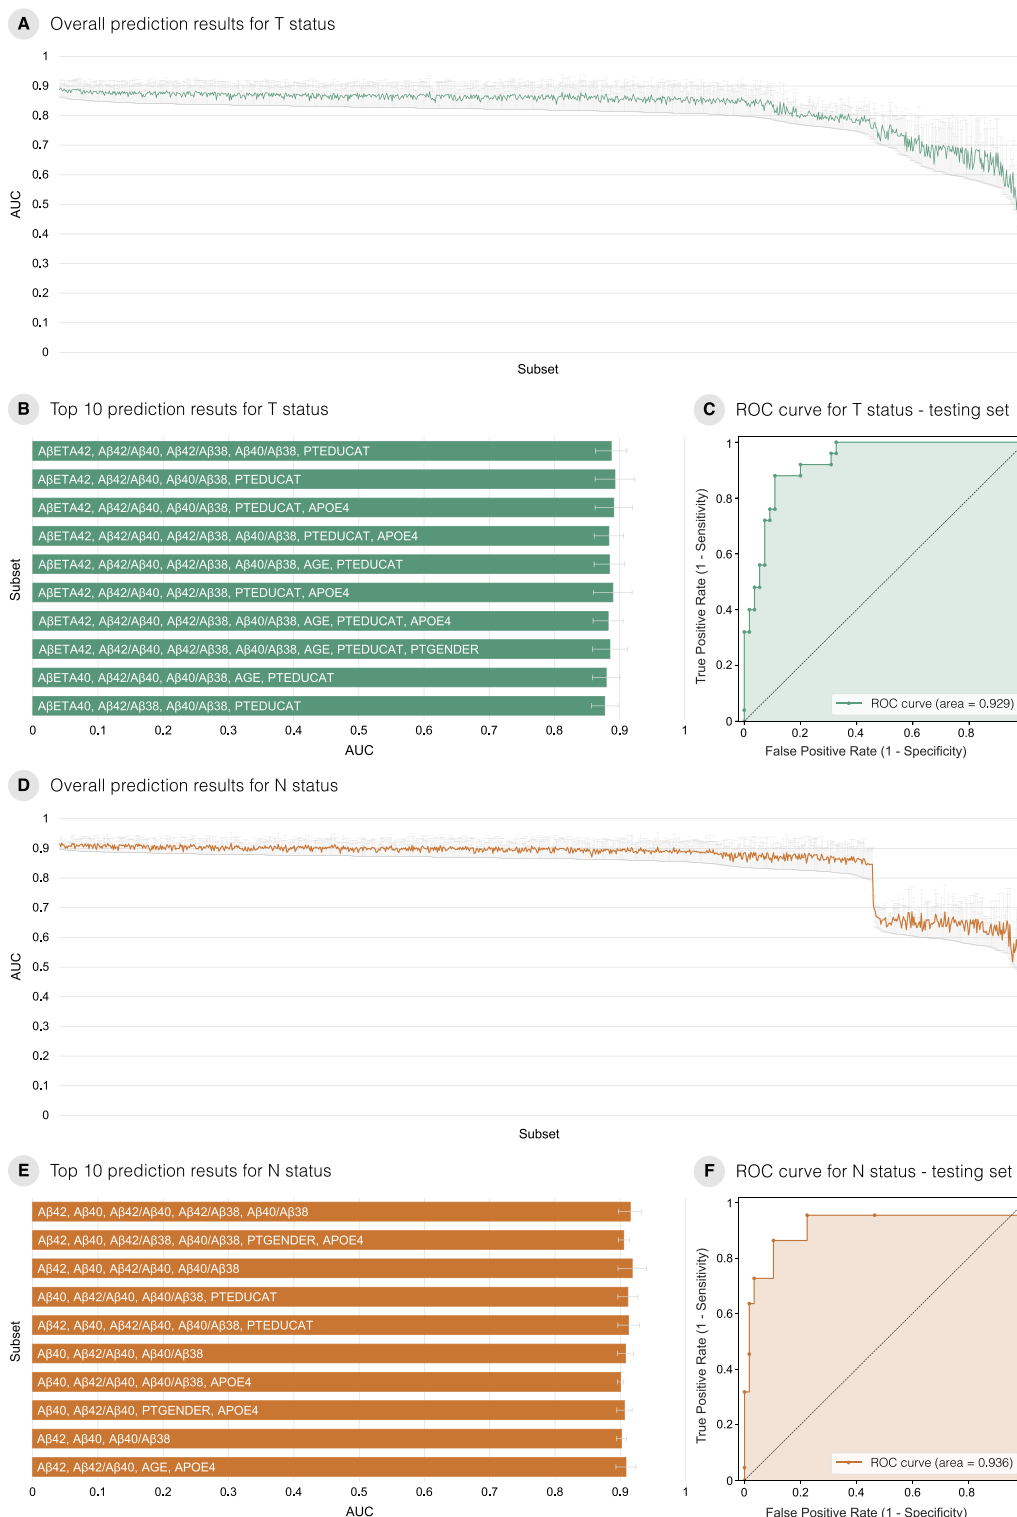 A Overall prediction results for T status
1
0.9
0.8
0.7
0.6
0.5
0.4
0.3
0.2
0.1
0
AUC
Subset
B Top 10 prediction resuts for T status
AβETA42, Aβ42/Aβ40, Aβ42/Aβ38, Aβ40/Aβ38, PTEDUCAT
AβETA42, Aβ42/Aβ40, Aβ40/Aβ38, PTEDUCAT
AβETA42, Aβ42/Aβ40, Aβ40/Aβ38, PTEDUCAT, APOE4
AβETA42, Aβ42/Aβ40, Aβ42/Aβ38, Aβ40/Aβ38, PTEDUCAT, APOE4
AβETA42, Aβ42/Aβ40, Aβ42/Aβ38, Aβ40/Aβ38, AGE, PTEDUCAT
AβETA42, Aβ42/Aβ40, Aβ42/Aβ38, PTEDUCAT, APOE4
AβETA42, Aβ42/Aβ40, Aβ42/Aβ38, Aβ40/Aβ38, AGE, PTEDUCAT, APOE4
AβETA42, Aβ42/Aβ40, Aβ42/Aβ38, Aβ40/Aβ38, AGE, PTEDUCAT, PTGENDER
AβETA40, Aβ42/Aβ40, Aβ40/Aβ38, AGE, PTEDUCAT
AβETA40, Aβ42/Aβ38, Aβ40/Aβ38, PTEDUCAT
Subset
0 0.1 0.2 0.3 0.4 0.5 0.6 0.7 0.8 0.9 1
AUC
C ROC curve for T status - testing set
1
0.8
0.6
0.4
0.2
0
True Positive Rate (1 - Sensitivity)
ROC curve (area = 0.929)
0 0.2 0.4 0.6 0.8
False Positive Rate (1 - Specificity)
D Overall prediction results for N status
1
0.9
0.8
0.7
0.6
0.5
0.4
0.3
0.2
0.1
0
AUC
Subset
E Top 10 prediction resuts for N status
Aβ42, Aβ40, Aβ42/Aβ40, Aβ42/Aβ38, Aβ40/Aβ38
Aβ42, Aβ40, Aβ42/Aβ38, Aβ40/Aβ38, PTGENDER, APOE4
Aβ42, Aβ40, Aβ42/Aβ40, Aβ40/Aβ38
Aβ40, Aβ42/Aβ40, Aβ40/Aβ38, PTEDUCAT
Aβ42, Aβ40, Aβ42/Aβ40, Aβ40/Aβ38, PTEDUCAT
Aβ40, Aβ42/Aβ40, Aβ40/Aβ38
Aβ40, Aβ42/Aβ40, Aβ40/Aβ38, APOE4
Aβ40, Aβ42/Aβ40, PTGENDER, APOE4
Aβ42, Aβ40, Aβ40/Aβ38
Aβ42, Aβ42/Aβ40, AGE, APOE4
Subset
0 0.1 0.2 0.3 0.4 0.5 0.6 0.7 0.8 0.9 1
AUC
F ROC curve for N status - testing set
1
0.8
0.6
0.4
0.2
0
True Positive Rate (1 - Sensitivity)
ROC curve (area = 0.936)
0 0.2 0.4 0.6 0.8
False Positive Rate (1 - Specificity)